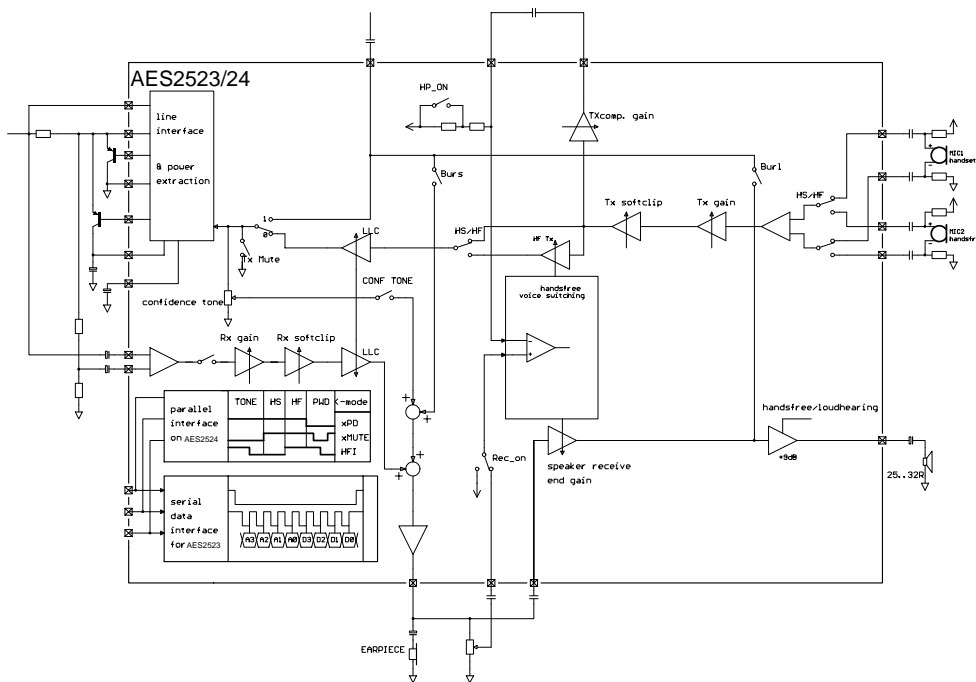 AES2523/24
line
interface
& power
extraction
HP_ON
TXcomp. gain
Burs
Burl
MIC1
handset
HS/HF
MIC2
handsfr
Tx softclip
Tx gain
1
0
Tx Mute
LLC
HS/HF
HF Tx
handsfree
voice switching
CONF TONE
confidence tone
Rx gain
Rx softclip
LLC
-
+
parallel
interface
on AES2524
TONE HS HF PWD X-mode
xPD
xMUTE
HFI
+
+
+
+
Rec_on
speaker receive
end gain
handsfree/loudhearing
+9dB
25..32R
serial
data
interface
for AES2523
A3 A2 A1 A0 D3 D2 D1 D0
EARPIECE